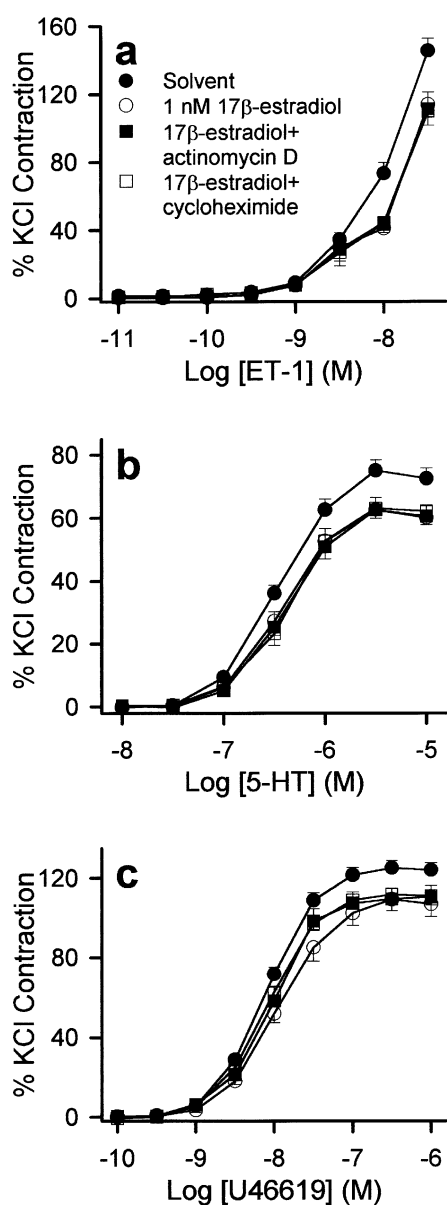 a
Solvent
1 nM 17β-estradiol
17β-estradiol+
actinomycin D
17β-estradiol+
cycloheximide
% KCl Contraction
160
120
80
40
0
-11 -10 -9 -8
Log [ET-1] (M)
b
% KCl Contraction
80
60
40
20
0
-8 -7 -6 -5
Log [5-HT] (M)
c
% KCl Contraction
120
80
40
0
-10 -9 -8 -7 -6
Log [U46619] (M)